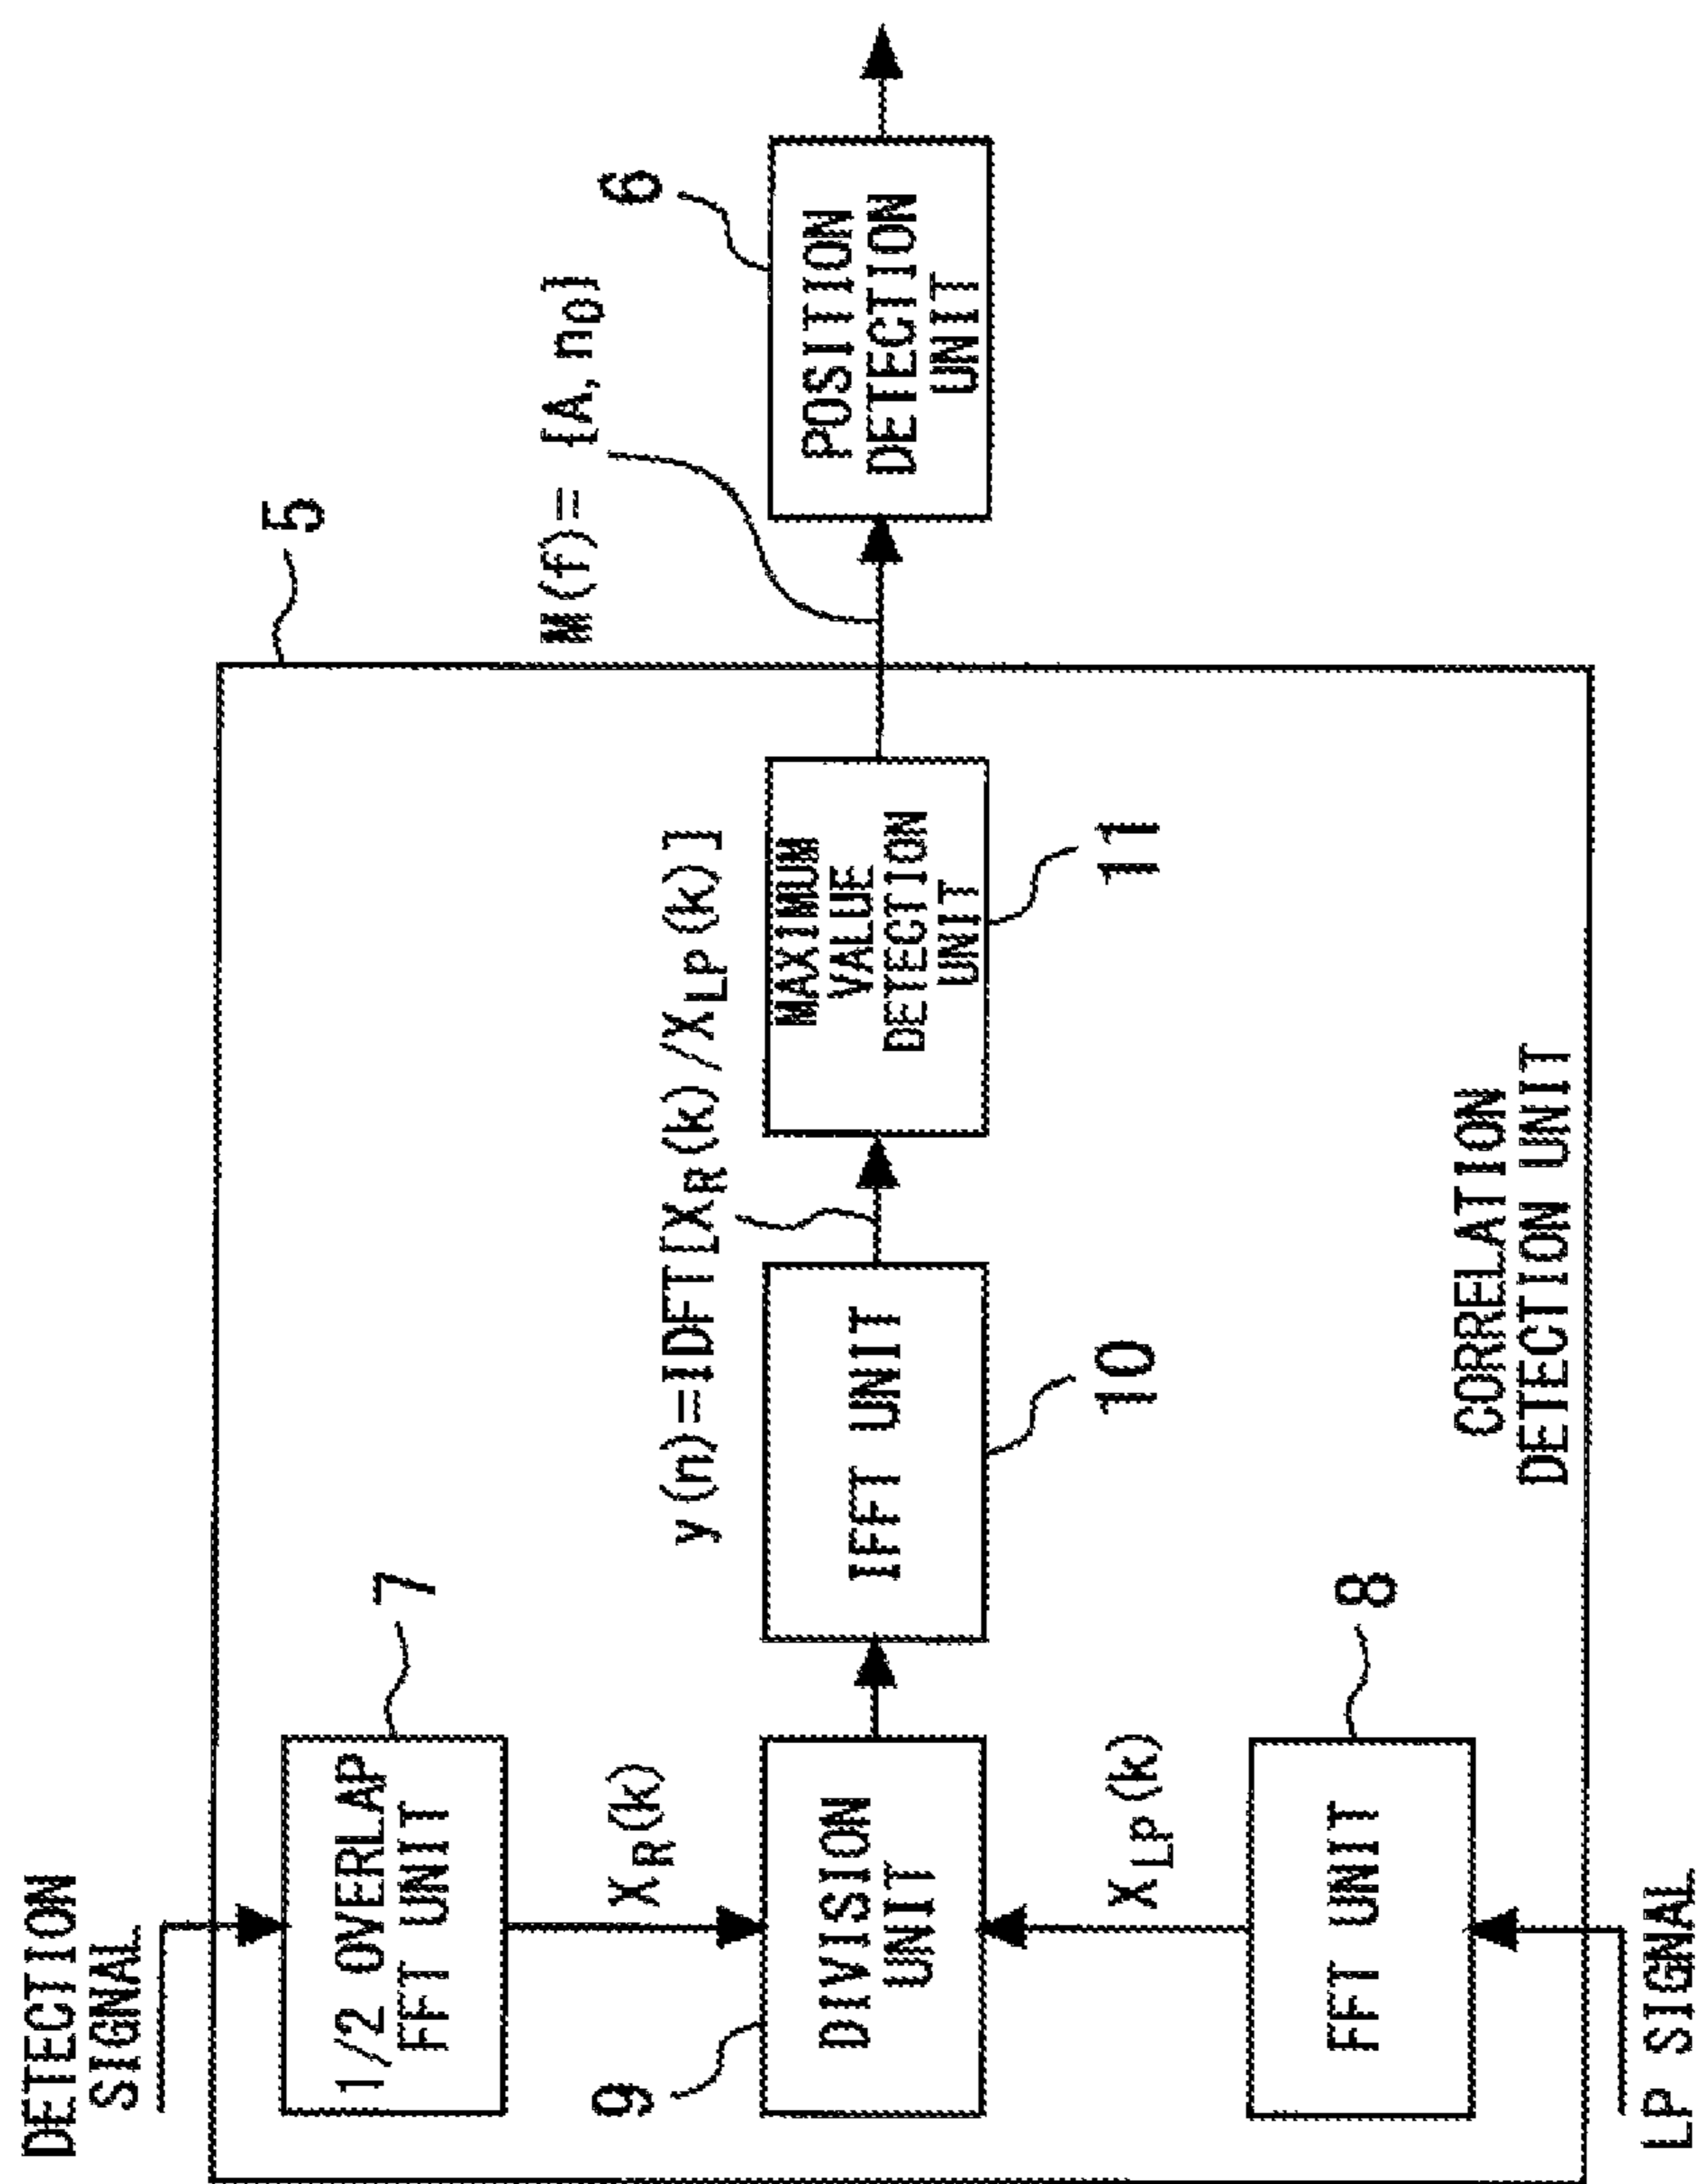 DETECTION
SIGNAL
1/2 OVERLAP
FFT UNIT
7
5
X_R(k)
9
DIVISION
UNIT
X_LP(k)
8
FFT UNIT
LP SIGNAL
IFFT UNIT
10
y(n)=IDFT[X_R(k)/X_LP(k)]
MAXIMUM
VALUE
DETECTION
UNIT
11
CORRELATION
DETECTION UNIT
M(f)= [A, n₀]
6
POSITION
DETECTION
UNIT